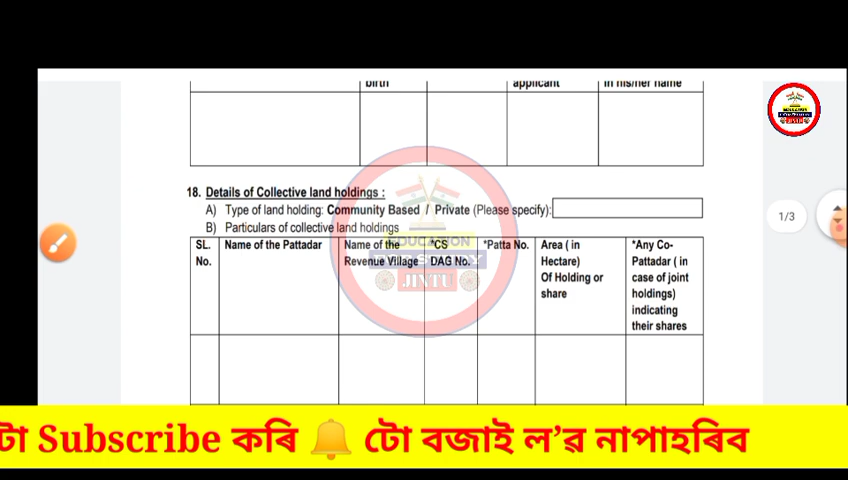 birth
applicant
in his/her name
18. Details of Collective land holdings :
A) Type of land holding: Community Based / Private (Please specify):
B) Particulars of collective land holdings
SL. No.
Name of the Pattadar
Name of the Revenue Village
*CS DAG No.
*Patta No.
Area ( in Hectare) Of Holding or share
*Any Co-Pattadar ( in case of joint holdings) indicating their shares
EDUCATION
JINTU
1/3
টা Subscribe কৰি 🔔 টো বজাই ল’ৱ নাপাহৰিব